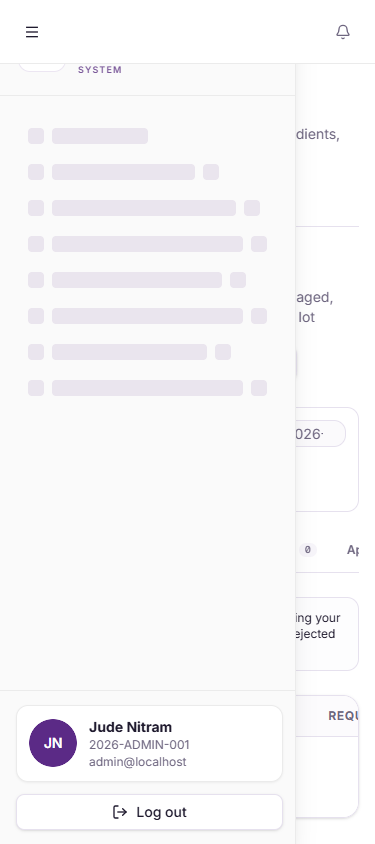 SYSTEM
dients,
aged,
lot
026-
0
Ap
ing your
ejected
REQU
JN
Jude Nitram
2026-ADMIN-001
admin@localhost
Log out